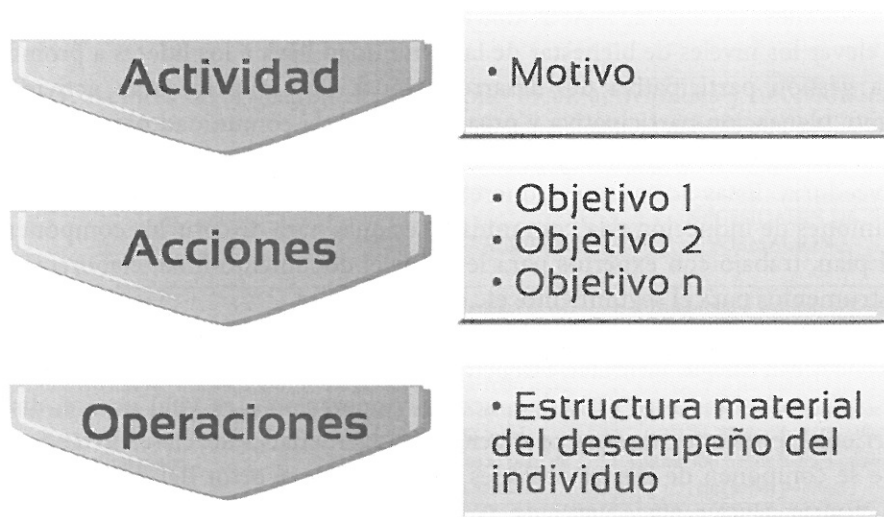 Actividad
• Motivo
Acciones
• Objetivo 1
• Objetivo 2
• Objetivo n
Operaciones
• Estructura material
del desempeño del
individuo